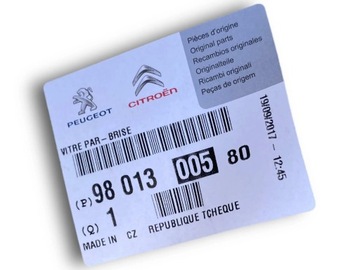 PEUGEOT
CITROËN
Pièces d'origine
Original parts
Recambios originales
Originalteile
Ricambi originali
Peças de origem
19/09/2017 - 12:45
VITRE PAR-BRISE
(P) 98 013 005 80
(Q) 1
MADE IN CZ REPUBLIQUE TCHEQUE